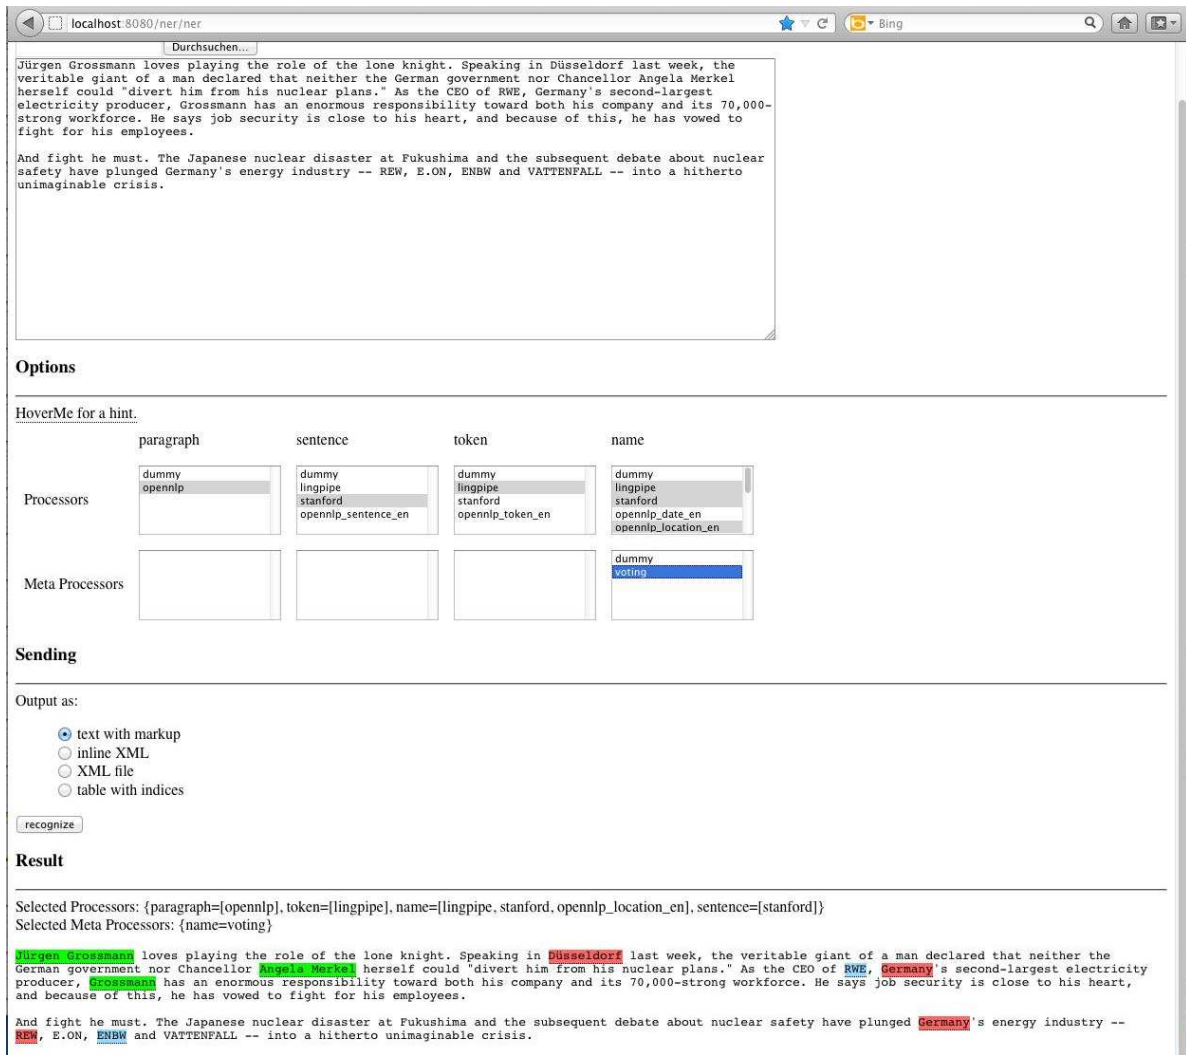 localhost:8080/ner/ner
Bing
Durchsuchen...
Jürgen Grossmann loves playing the role of the lone knight. Speaking in Düsseldorf last week, the
veritable giant of a man declared that neither the German government nor Chancellor Angela Merkel
herself could "divert him from his nuclear plans." As the CEO of RWE, Germany's second-largest
electricity producer, Grossmann has an enormous responsibility toward both his company and its 70,000-
strong workforce. He says job security is close to his heart, and because of this, he has vowed to
fight for his employees.
And fight he must. The Japanese nuclear disaster at Fukushima and the subsequent debate about nuclear
safety have plunged Germany's energy industry -- REW, E.ON, ENBW and VATTENFALL -- into a hitherto
unimaginable crisis.
Options
HoverMe for a hint.
paragraph sentence token name
Processors
dummy
opennlp
dummy
lingpipe
stanford
opennlp_sentence_en
dummy
lingpipe
stanford
opennlp_token_en
dummy
lingpipe
stanford
opennlp_date_en
opennlp_location_en
Meta Processors
dummy
voting
Sending
Output as:
text with markup
inline XML
XML file
table with indices
recognize
Result
Selected Processors: {paragraph=[opennlp], token=[lingpipe], name=[lingpipe, stanford, opennlp_location_en], sentence=[stanford]}
Selected Meta Processors: {name=voting}
Jürgen Grossmann loves playing the role of the lone knight. Speaking in Düsseldorf last week, the veritable giant of a man declared that neither the
German government nor Chancellor Angela Merkel herself could "divert him from his nuclear plans." As the CEO of RWE, Germany's second-largest electricity
producer, Grossmann has an enormous responsibility toward both his company and its 70,000-strong workforce. He says job security is close to his heart,
and because of this, he has vowed to fight for his employees.
And fight he must. The Japanese nuclear disaster at Fukushima and the subsequent debate about nuclear safety have plunged Germany's energy industry --
REW, E.ON, ENBW and VATTENFALL -- into a hitherto unimaginable crisis.